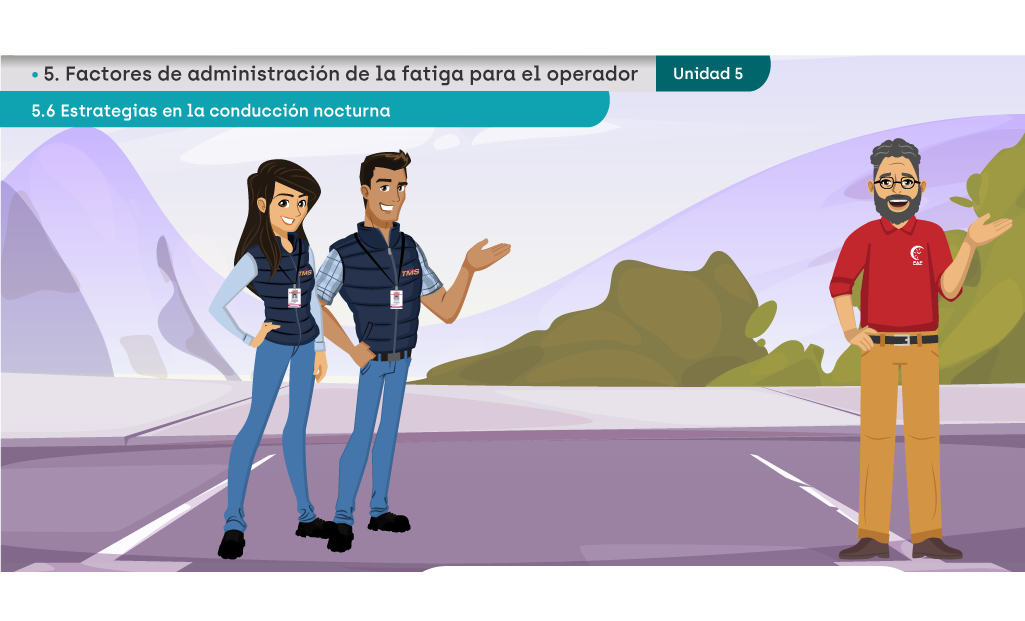 • 5. Factores de administración de la fatiga para el operador
Unidad 5
5.6 Estrategias en la conducción nocturna
TMS
TMS